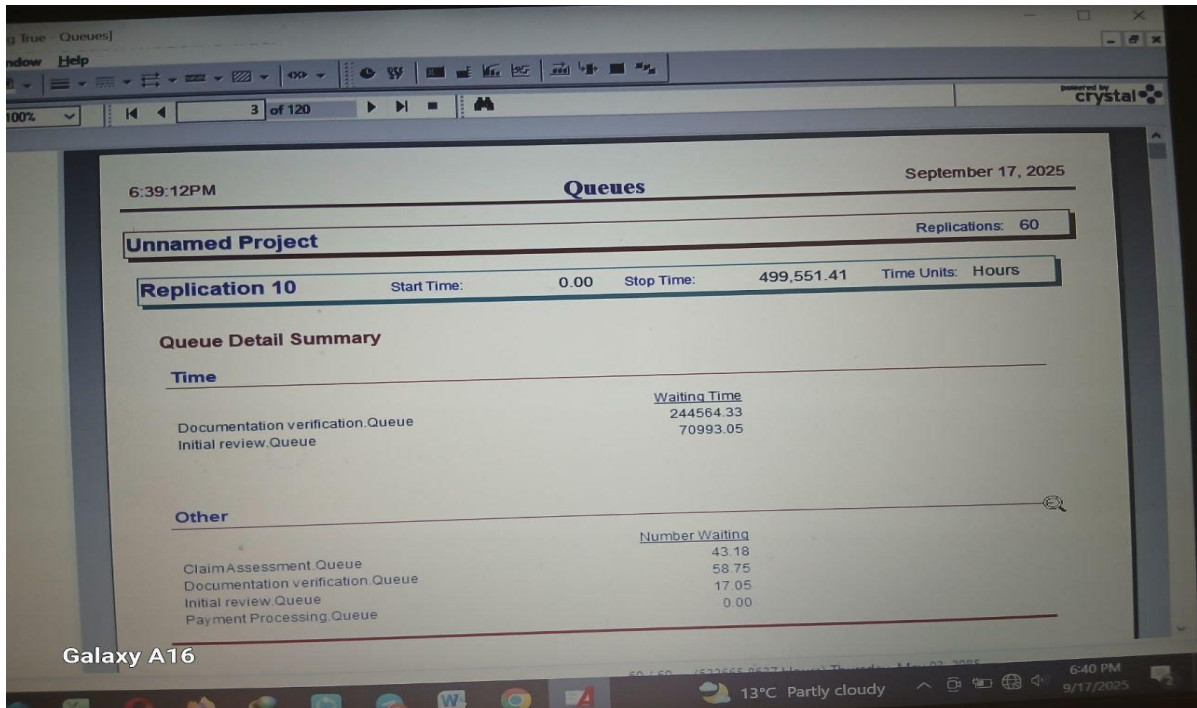 g True - Queues]
ndow Help
100% 3 of 120 powered by crystal
6:39:12PM Queues September 17, 2025
Unnamed Project Replications: 60
Replication 10 Start Time: 0.00 Stop Time: 499,551.41 Time Units: Hours
Queue Detail Summary
Time
Waiting Time
Documentation verification.Queue 244564.33
Initial review.Queue 70993.05
Other
Number Waiting
ClaimAssessment.Queue 43.18
Documentation verification.Queue 58.75
Initial review.Queue 17.05
Payment Processing.Queue 0.00
Galaxy A16
13°C Partly cloudy 6:40 PM
9/17/2025